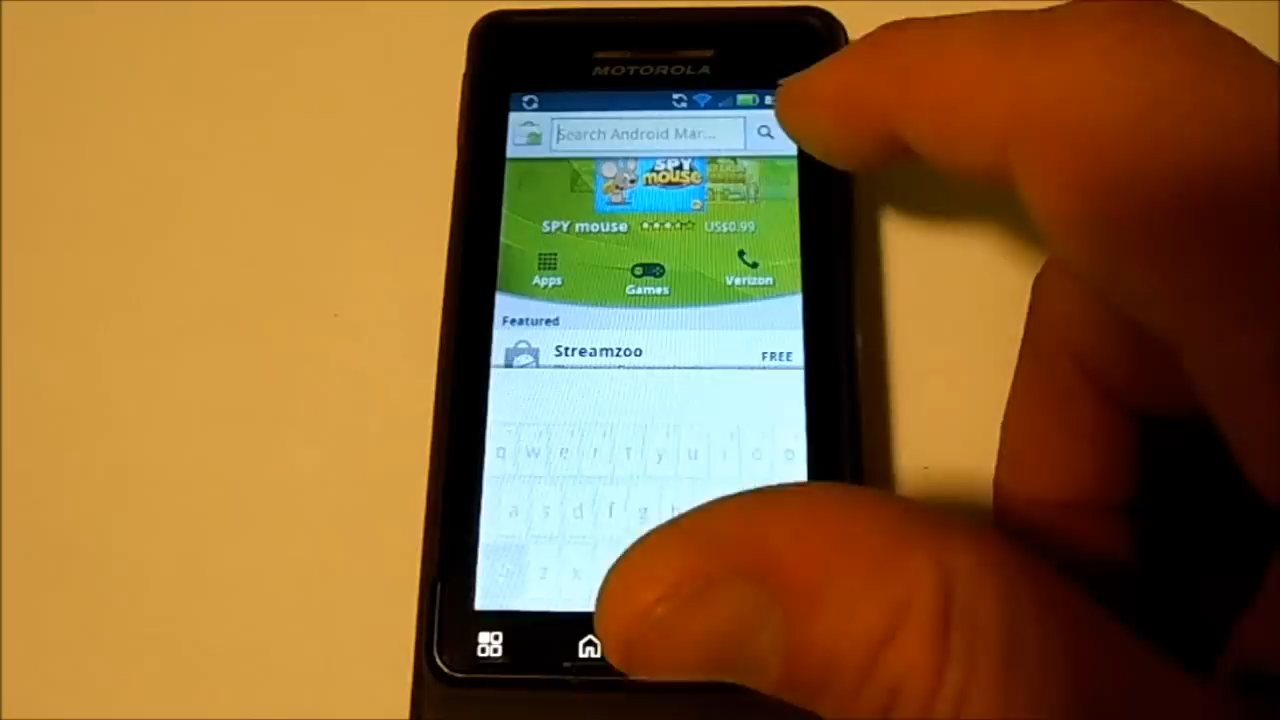 MOTOROLA
Search Android Mar...
SPY
mouse
SPY mouse US$0.99
Apps Games Verizon
Featured
Streamzoo FREE
q w e r t y u i o p
a s d f g h
z x